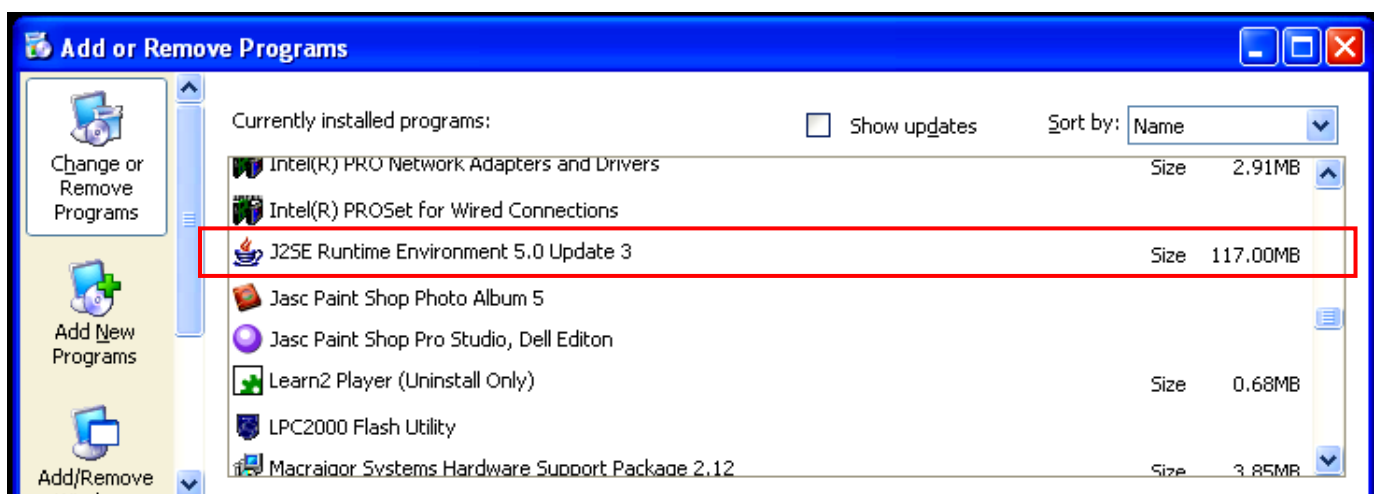 Add or Remove Programs
Change or
Remove
Programs
Add New
Programs
Add/Remove
Currently installed programs:
Show updates
Sort by: Name
Intel(R) PRO Network Adapters and Drivers Size 2.91MB
Intel(R) PROSet for Wired Connections
J2SE Runtime Environment 5.0 Update 3 Size 117.00MB
Jasc Paint Shop Photo Album 5
Jasc Paint Shop Pro Studio, Dell Editon
Learn2 Player (Uninstall Only) Size 0.68MB
LPC2000 Flash Utility
Macraigor Systems Hardware Support Package 2.12 Size 3.85MB